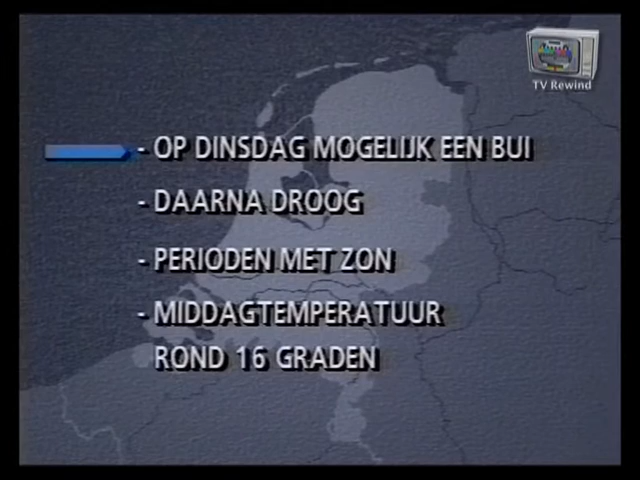 TV Rewind
- OP DINSDAG MOGELIJK EEN BUI
- DAARNA DROOG
- PERIODEN MET ZON
- MIDDAGTEMPERATUUR
ROND 16 GRADEN